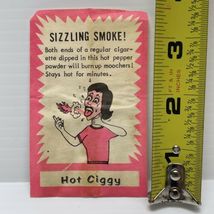 SIZZLING SMOKE!
Both ends of a regular cigar-
ette dipped in this hot pepper
powder will burn up moochers!
Stays hot for minutes.
Hot Ciggy
1
2
3